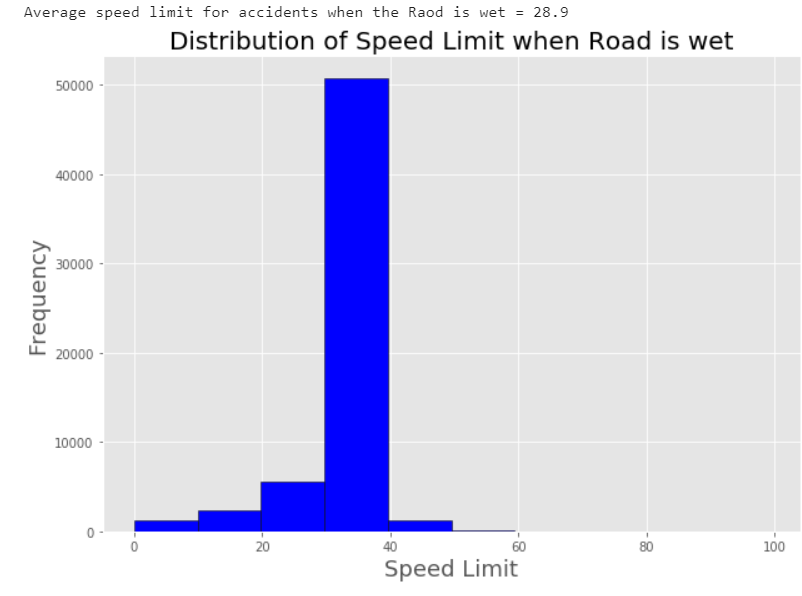 Average speed limit for accidents when the Raod is wet = 28.9
Distribution of Speed Limit when Road is wet
50000
40000
30000
20000
10000
0
Frequency
0 20 40 60 80 100
Speed Limit